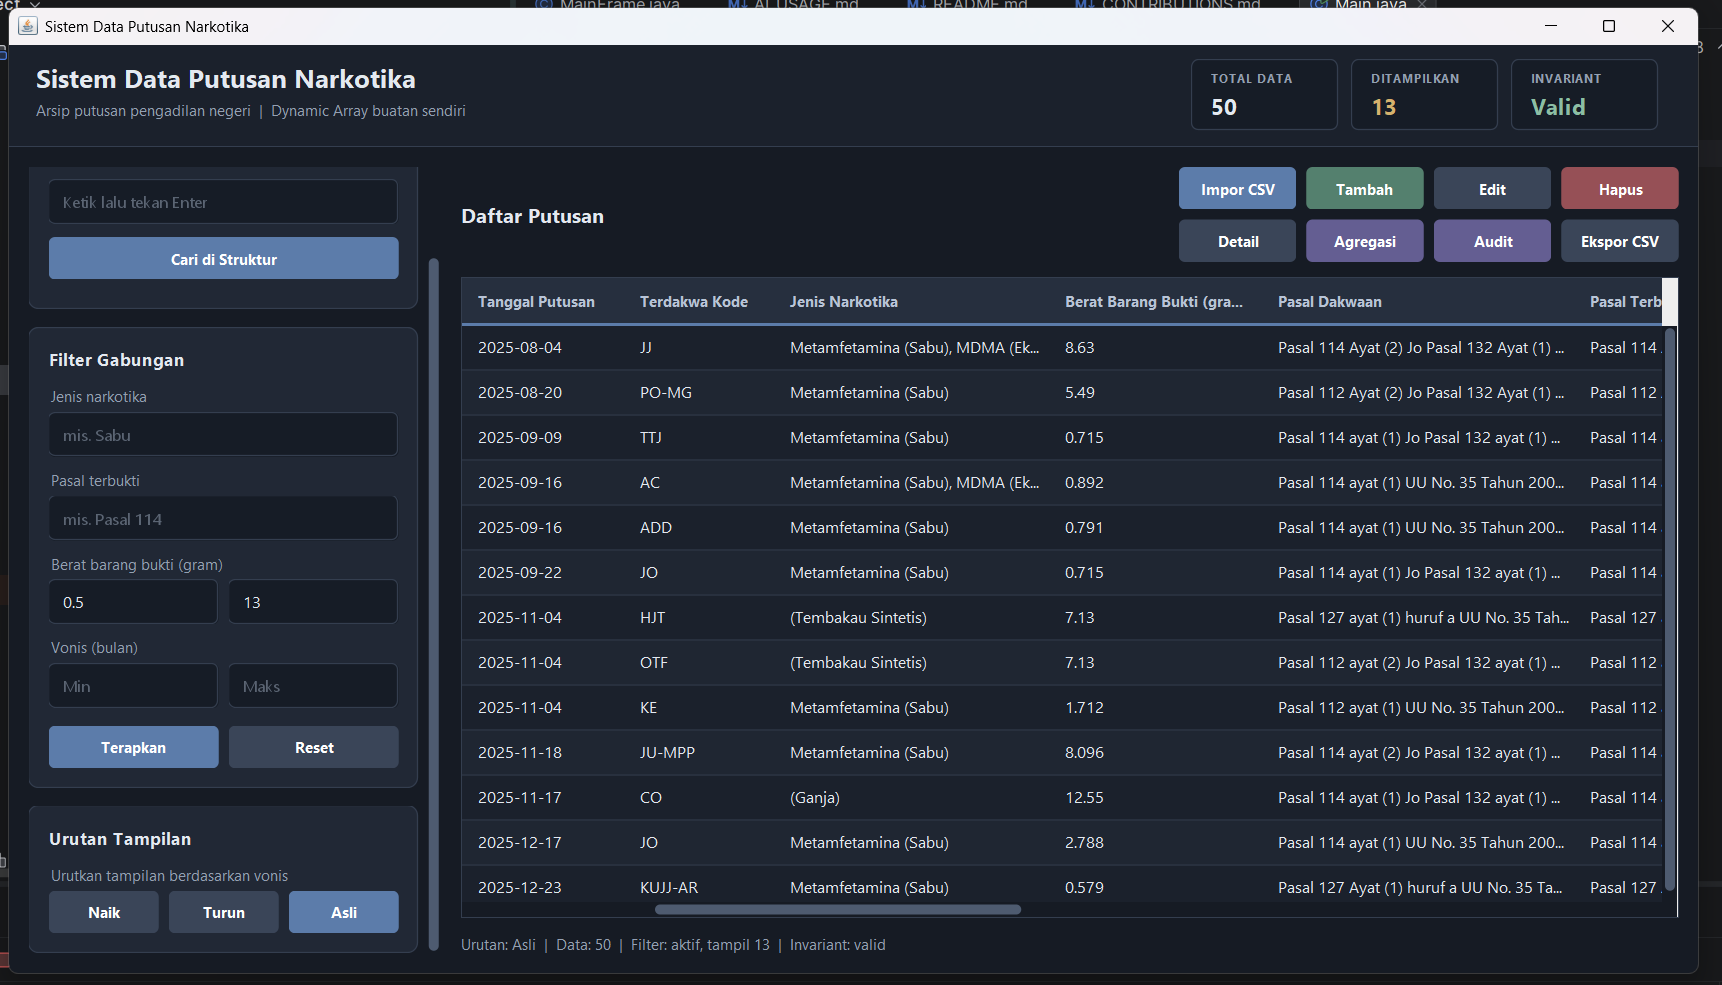 MainFrame.java AI_USAGE.md README.md CONTRIBUTIONS.md Main.java
Sistem Data Putusan Narkotika
Sistem Data Putusan Narkotika
Arsip putusan pengadilan negeri | Dynamic Array buatan sendiri
TOTAL DATA
50
DITAMPILKAN
13
INVARIANT
Valid
Ketik lalu tekan Enter
Cari di Struktur
Filter Gabungan
Jenis narkotika
mis. Sabu
Pasal terbukti
mis. Pasal 114
Berat barang bukti (gram)
0.5 13
Vonis (bulan)
Min Maks
Terapkan Reset
Urutan Tampilan
Urutkan tampilan berdasarkan vonis
Naik Turun Asli
Daftar Putusan
Impor CSV Tambah Edit Hapus
Detail Agregasi Audit Ekspor CSV
Tanggal Putusan Terdakwa Kode Jenis Narkotika Berat Barang Bukti (gra... Pasal Dakwaan Pasal Terb
2025-08-04 JJ Metamfetamina (Sabu), MDMA (Ek... 8.63 Pasal 114 Ayat (2) Jo Pasal 132 Ayat (1) ... Pasal 114
2025-08-20 PO-MG Metamfetamina (Sabu) 5.49 Pasal 112 Ayat (2) Jo Pasal 132 Ayat (1) ... Pasal 112
2025-09-09 TTJ Metamfetamina (Sabu) 0.715 Pasal 114 ayat (1) Jo Pasal 132 ayat (1) ... Pasal 114
2025-09-16 AC Metamfetamina (Sabu), MDMA (Ek... 0.892 Pasal 114 ayat (1) UU No. 35 Tahun 200... Pasal 114
2025-09-16 ADD Metamfetamina (Sabu) 0.791 Pasal 114 ayat (1) UU No. 35 Tahun 200... Pasal 114
2025-09-22 JO Metamfetamina (Sabu) 0.715 Pasal 114 ayat (1) Jo Pasal 132 ayat (1) ... Pasal 114
2025-11-04 HJT (Tembakau Sintetis) 7.13 Pasal 127 ayat (1) huruf a UU No. 35 Tah... Pasal 127
2025-11-04 OTF (Tembakau Sintetis) 7.13 Pasal 112 ayat (2) Jo Pasal 132 ayat (1) ... Pasal 112
2025-11-04 KE Metamfetamina (Sabu) 1.712 Pasal 112 ayat (1) UU No. 35 Tahun 200... Pasal 112
2025-11-18 JU-MPP Metamfetamina (Sabu) 8.096 Pasal 114 ayat (2) Jo Pasal 132 ayat (1) ... Pasal 114
2025-11-17 CO (Ganja) 12.55 Pasal 114 ayat (1) Jo Pasal 132 ayat (1) ... Pasal 114
2025-12-17 JO Metamfetamina (Sabu) 2.788 Pasal 114 ayat (1) UU No. 35 Tahun 200... Pasal 114
2025-12-23 KUJJ-AR Metamfetamina (Sabu) 0.579 Pasal 127 Ayat (1) huruf a UU No. 35 Ta... Pasal 127
Urutan: Asli | Data: 50 | Filter: aktif, tampil 13 | Invariant: valid